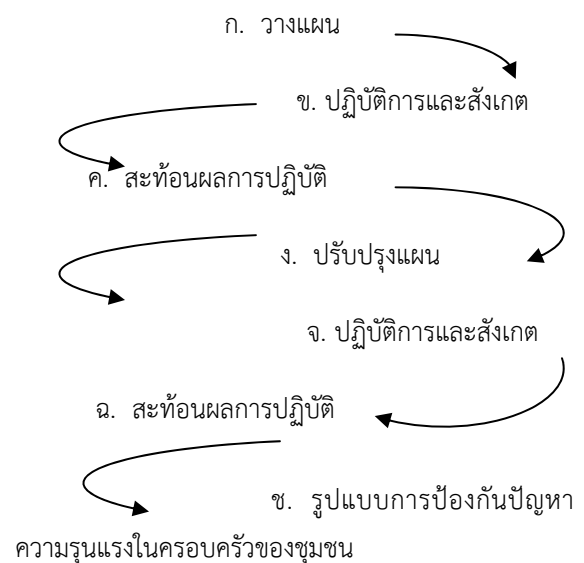 ก. วางแผน
ข. ปฏิบัติการและสังเกต
ค. สะท้อนผลการปฏิบัติ
ง. ปรับปรุงแผน
จ. ปฏิบัติการและสังเกต
ฉ. สะท้อนผลการปฏิบัติ
ช. รูปแบบการป้องกันปัญหา
ความรุนแรงในครอบครัวของชุมชน